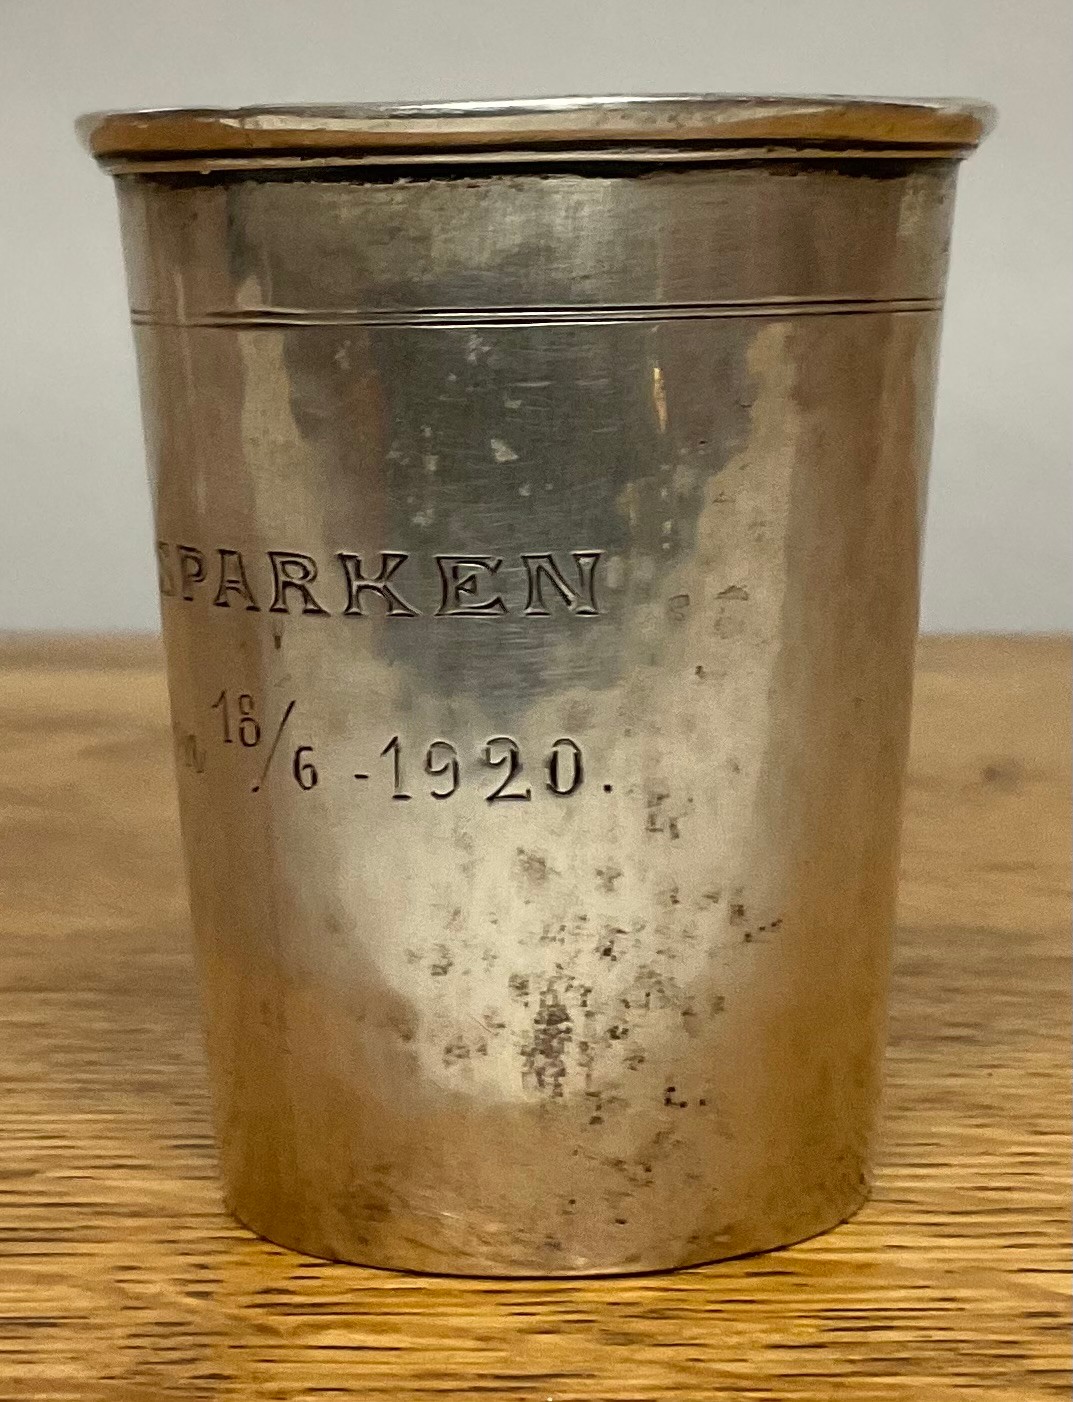 SPARKEN
18/6 - 1920.